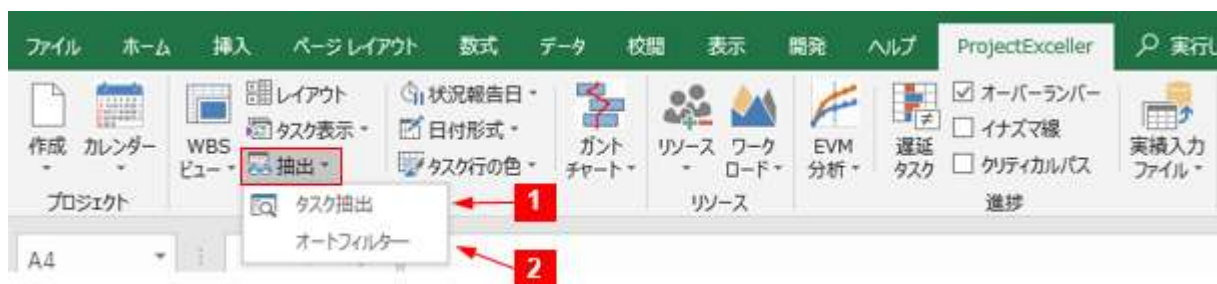 ファイル ホーム 挿入 ページ レイアウト 数式 データ 校閲 表示 開発 ヘルプ ProjectExceller 実行し
作成 カレンダー WBS ビュー レイアウト タスク表示 抽出 状況報告日 日付形式 タスク行の色 ガント チャート リソース ワーク ロード EVM 分析 遅延 タスク オーバーランバー イナズマ線 クリティカルパス 実績入力 ファイル
プロジェクト リソース 進捗
タスク抽出 1
オートフィルター 2
A4